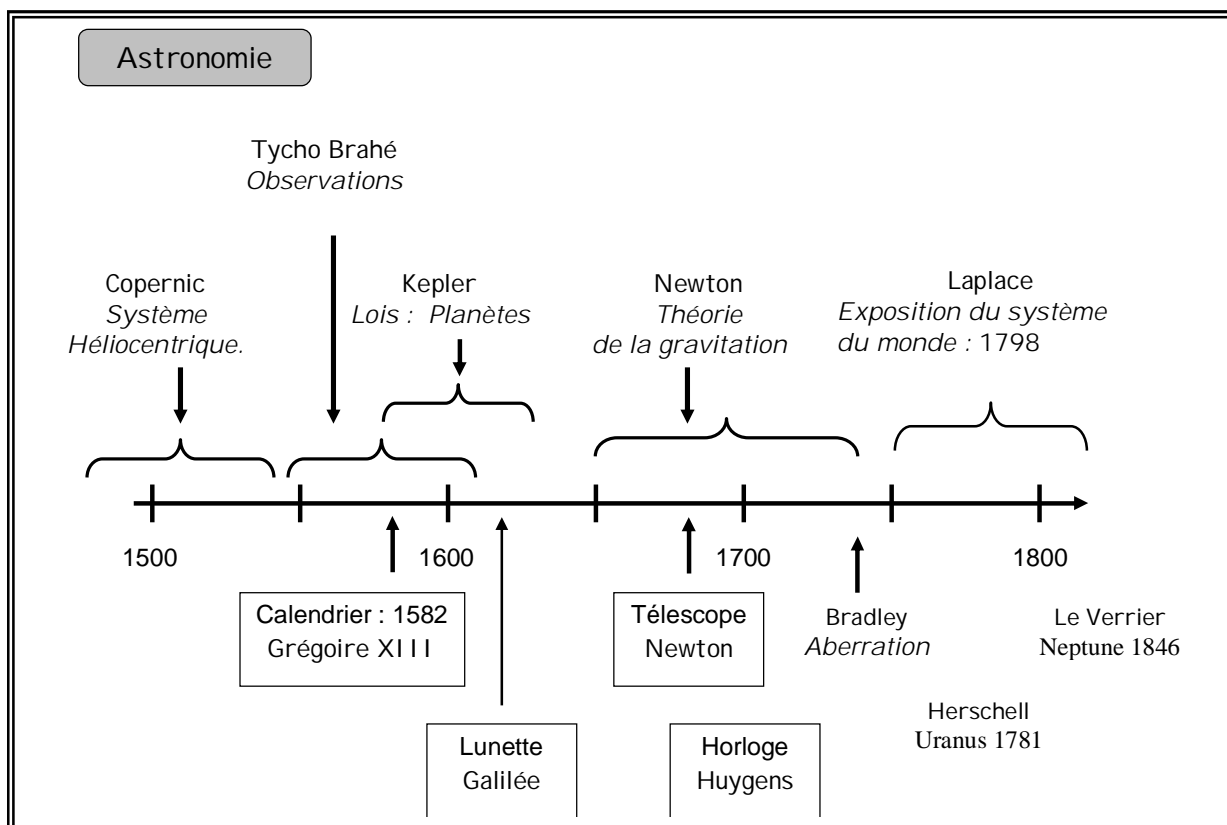 Astronomie
Tycho Brahé
Observations
Copernic
Système
Héliocentrique.
Kepler
Lois : Planètes
Newton
Théorie
de la gravitation
Laplace
Exposition du système
du monde : 1798
1500
1600
1700
1800
Calendrier : 1582
Grégoire XIII
Télescope
Newton
Bradley
Aberration
Le Verrier
Neptune 1846
Lunette
Galilée
Horloge
Huygens
Herschell
Uranus 1781